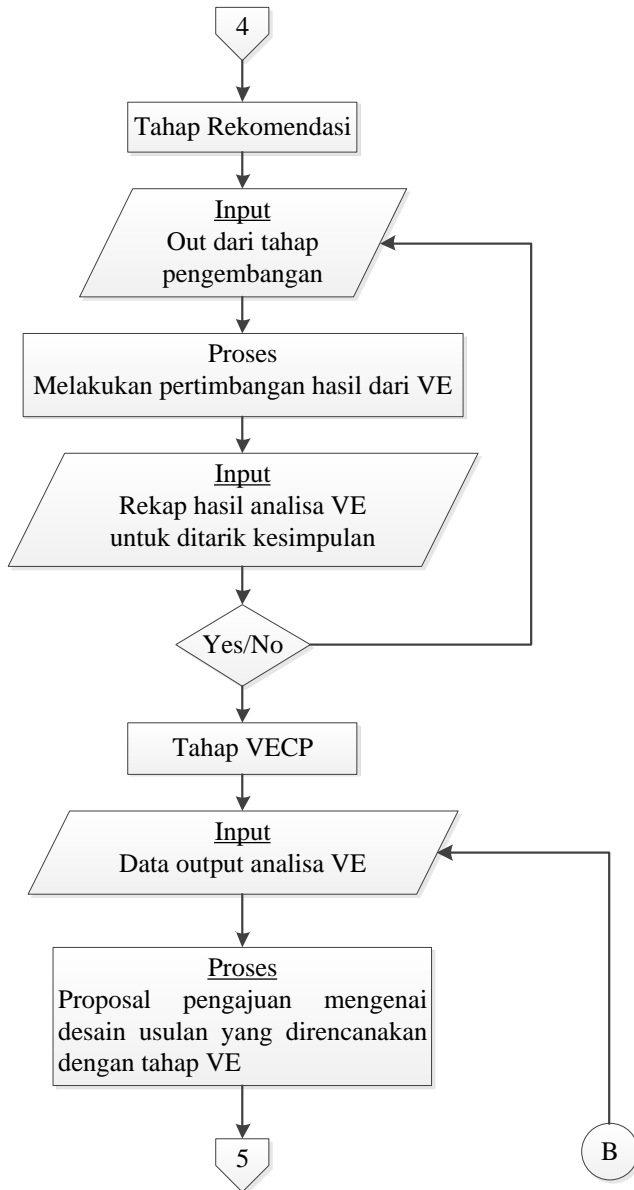 4
Tahap Rekomendasi
Input
Out dari tahap
pengembangan
Proses
Melakukan pertimbangan hasil dari VE
Input
Rekap hasil analisa VE
untuk ditarik kesimpulan
Yes/No
Tahap VECP
Input
Data output analisa VE
Proses
Proposal pengajuan mengenai
desain usulan yang direncanakan
dengan tahap VE
5
B